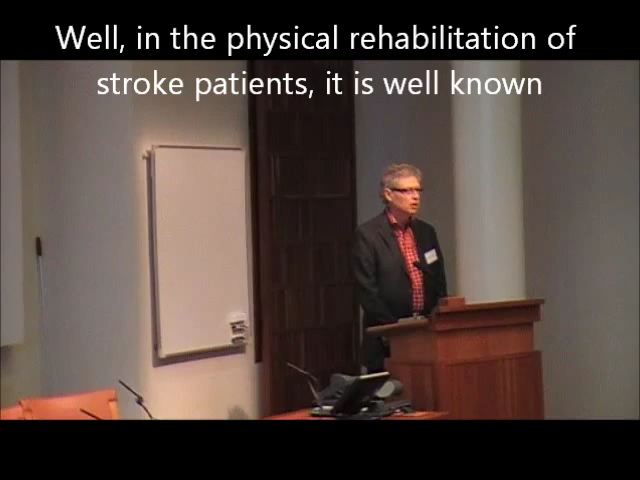 Well, in the physical rehabilitation of
stroke patients, it is well known